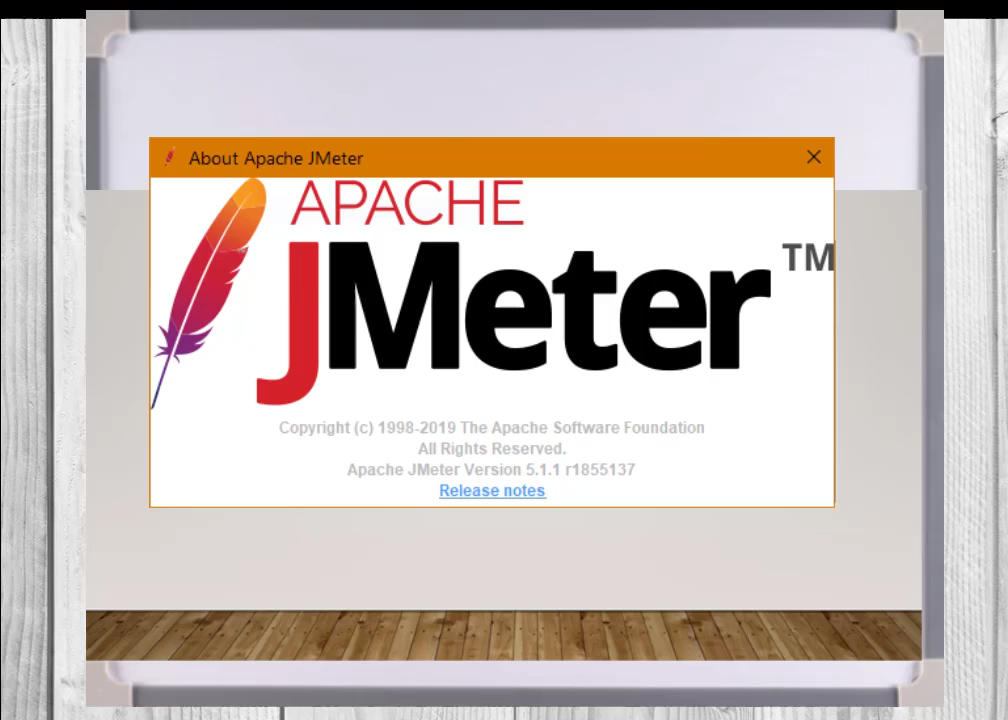 About Apache JMeter
APACHE
JMeter™
Copyright (c) 1998-2019 The Apache Software Foundation
All Rights Reserved.
Apache JMeter Version 5.1.1 r1855137
Release notes